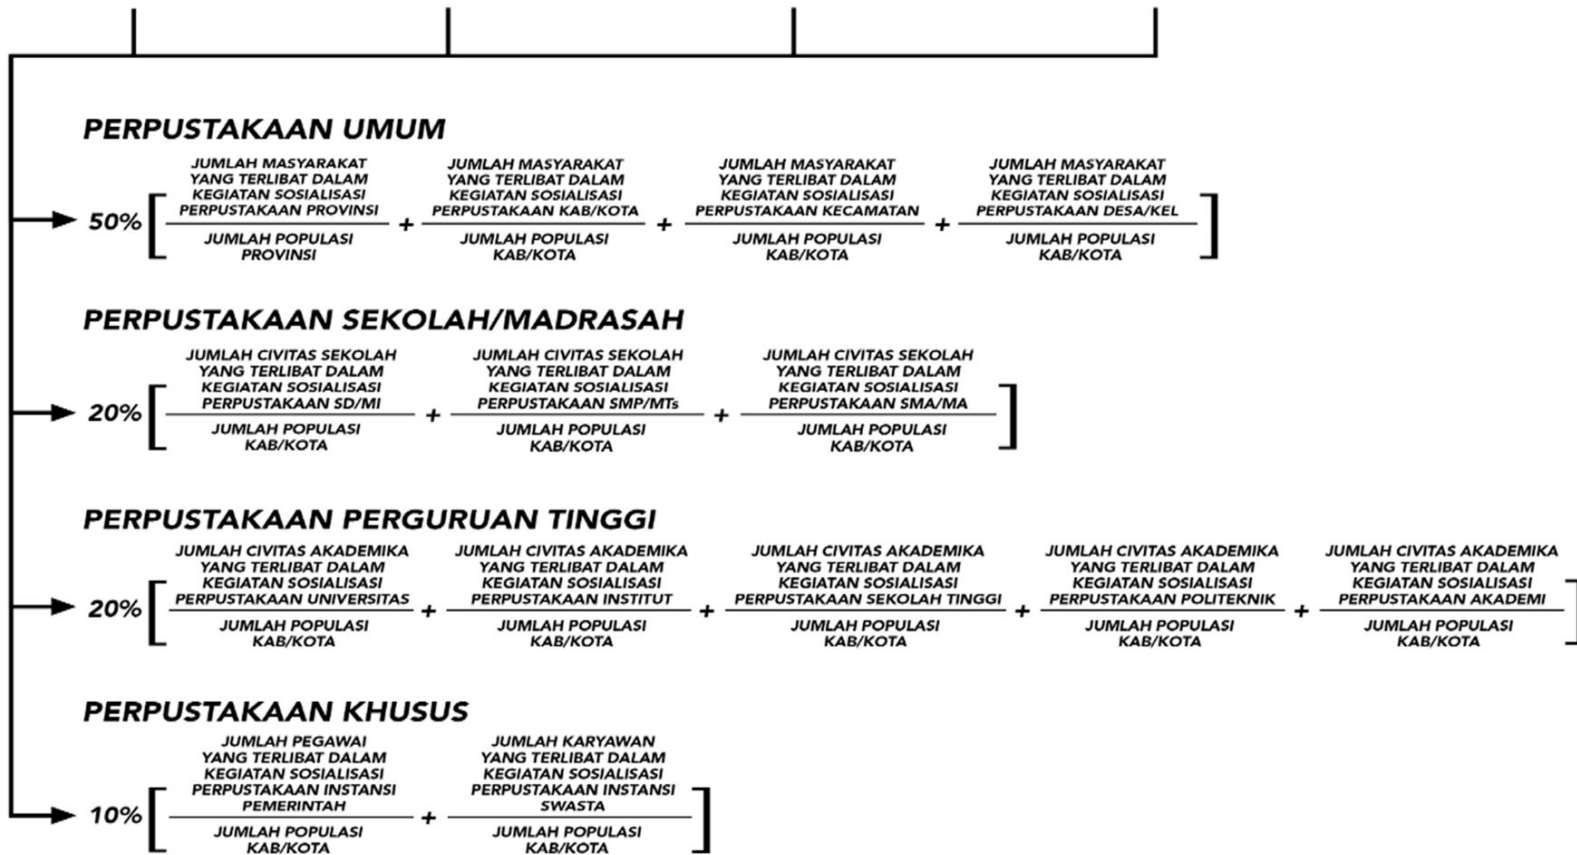 PERPUSTAKAAN UMUM
50%
JUMLAH MASYARAKAT
YANG TERLIBAT DALAM
KEGIATAN SOSIALISASI
PERPUSTAKAAN PROVINSI
JUMLAH POPULASI
PROVINSI
+
JUMLAH MASYARAKAT
YANG TERLIBAT DALAM
KEGIATAN SOSIALISASI
PERPUSTAKAAN KAB/KOTA
JUMLAH POPULASI
KAB/KOTA
+
JUMLAH MASYARAKAT
YANG TERLIBAT DALAM
KEGIATAN SOSIALISASI
PERPUSTAKAAN KECAMATAN
JUMLAH POPULASI
KAB/KOTA
+
JUMLAH MASYARAKAT
YANG TERLIBAT DALAM
KEGIATAN SOSIALISASI
PERPUSTAKAAN DESA/KEL
JUMLAH POPULASI
KAB/KOTA
PERPUSTAKAAN SEKOLAH/MADRASAH
20%
JUMLAH CIVITAS SEKOLAH
YANG TERLIBAT DALAM
KEGIATAN SOSIALISASI
PERPUSTAKAAN SD/MI
JUMLAH POPULASI
KAB/KOTA
+
JUMLAH CIVITAS SEKOLAH
YANG TERLIBAT DALAM
KEGIATAN SOSIALISASI
PERPUSTAKAAN SMP/MTs
JUMLAH POPULASI
KAB/KOTA
+
JUMLAH CIVITAS SEKOLAH
YANG TERLIBAT DALAM
KEGIATAN SOSIALISASI
PERPUSTAKAAN SMA/MA
JUMLAH POPULASI
KAB/KOTA
PERPUSTAKAAN PERGURUAN TINGGI
20%
JUMLAH CIVITAS AKADEMIKA
YANG TERLIBAT DALAM
KEGIATAN SOSIALISASI
PERPUSTAKAAN UNIVERSITAS
JUMLAH POPULASI
KAB/KOTA
+
JUMLAH CIVITAS AKADEMIKA
YANG TERLIBAT DALAM
KEGIATAN SOSIALISASI
PERPUSTAKAAN INSTITUT
JUMLAH POPULASI
KAB/KOTA
+
JUMLAH CIVITAS AKADEMIKA
YANG TERLIBAT DALAM
KEGIATAN SOSIALISASI
PERPUSTAKAAN SEKOLAH TINGGI
JUMLAH POPULASI
KAB/KOTA
+
JUMLAH CIVITAS AKADEMIKA
YANG TERLIBAT DALAM
KEGIATAN SOSIALISASI
PERPUSTAKAAN POLITEKNIK
JUMLAH POPULASI
KAB/KOTA
+
JUMLAH CIVITAS AKADEMIKA
YANG TERLIBAT DALAM
KEGIATAN SOSIALISASI
PERPUSTAKAAN AKADEMI
JUMLAH POPULASI
KAB/KOTA
PERPUSTAKAAN KHUSUS
10%
JUMLAH PEGAWAI
YANG TERLIBAT DALAM
KEGIATAN SOSIALISASI
PERPUSTAKAAN INSTANSI
PEMERINTAH
JUMLAH POPULASI
KAB/KOTA
+
JUMLAH KARYAWAN
YANG TERLIBAT DALAM
KEGIATAN SOSIALISASI
PERPUSTAKAAN INSTANSI
SWASTA
JUMLAH POPULASI
KAB/KOTA